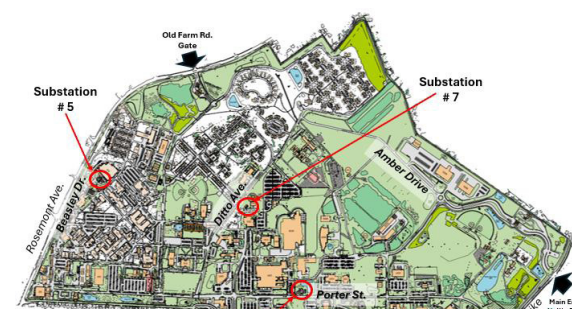 Old Farm Rd.
Gate
Substation
# 7
Substation
# 5
Amber Drive
Rosemont Ave.
Beasley Dr.
Ditto Ave.
Porter St.
Main E